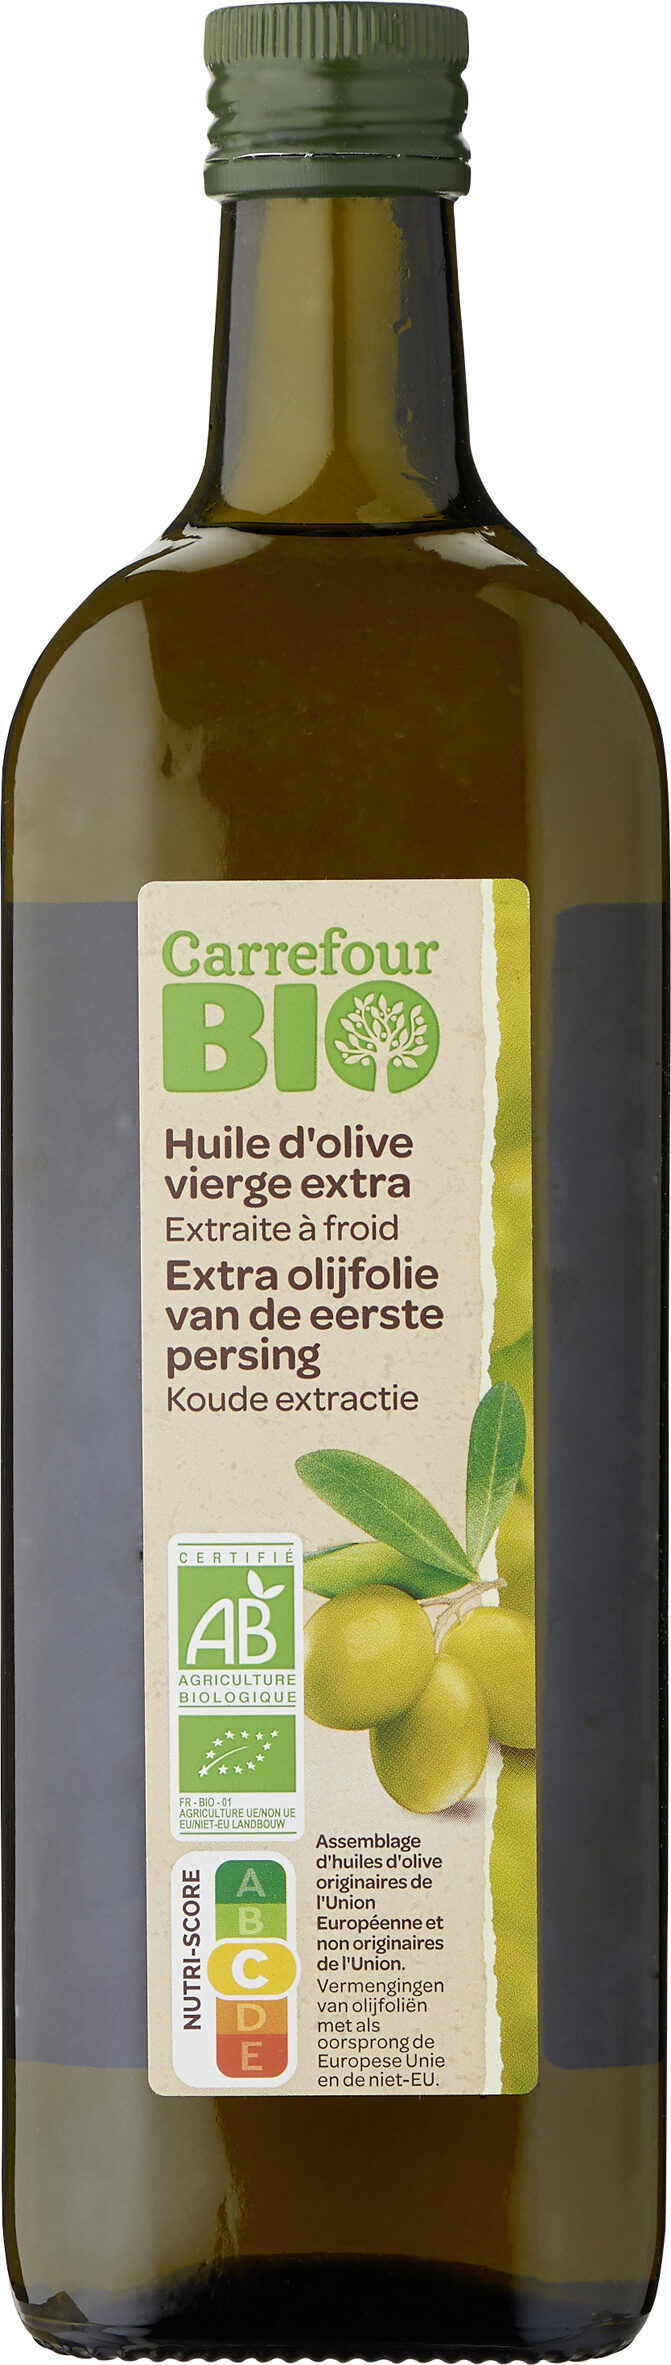 Carrefour
BIO
Huile d'olive
vierge extra
Extraite à froid
Extra olijfolie
van de eerste
persing
Koude extractie
CERTIFIÉ
AB
AGRICULTURE
BIOLOGIQUE
FR - BIO - 01
AGRICULTURE UE/NON UE
EU/NIET-EU LANDBOUW
NUTRI-SCORE
A
B
C
D
E
Assemblage
d'huiles d'olive
originaires de
l'Union
Européenne et
non originaires
de l'Union.
Vermengingen
van olijfoliën
met als
oorsprong de
Europese Unie
en de niet-EU.